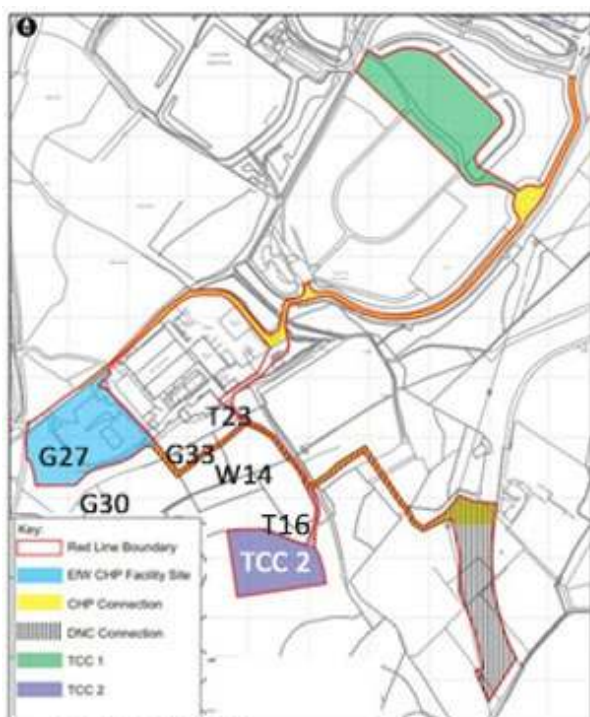 T23
G27
G33
W14
G30
T16
TCC 2
Key:
Red Line Boundary
EfW CHP Facility Site
CHP Connection
DNC Connection
TCC 1
TCC 2